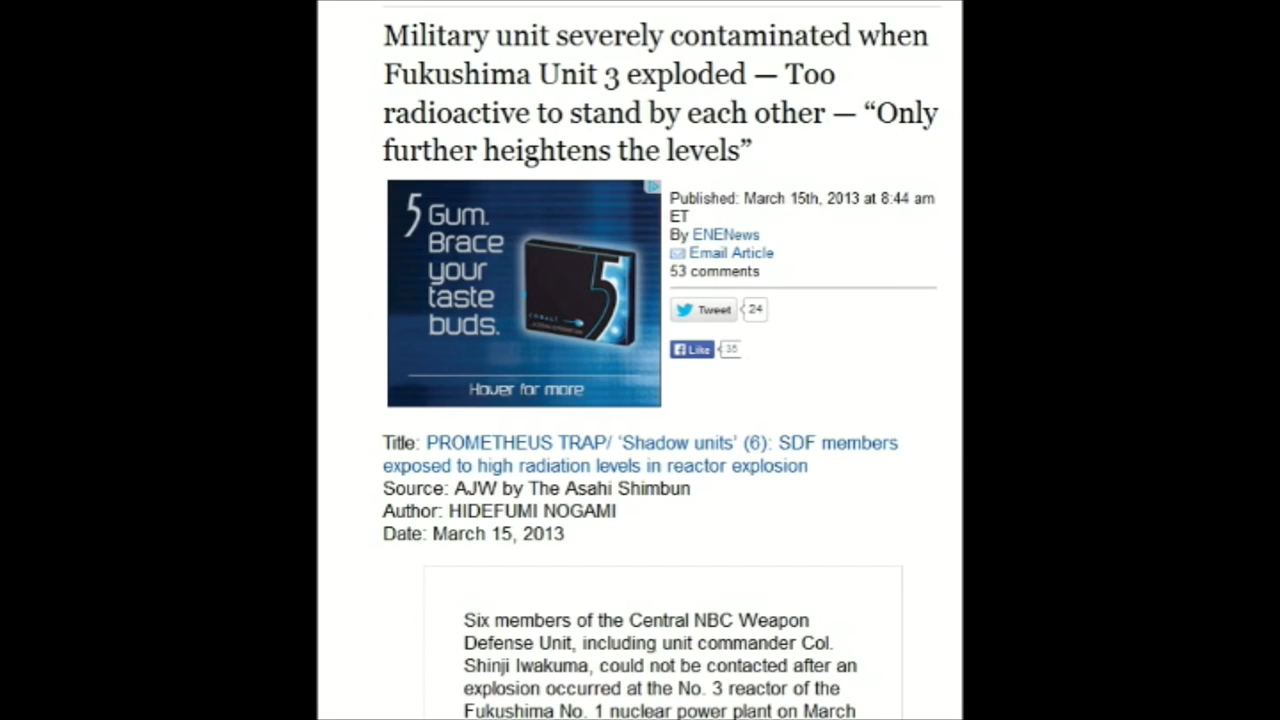 Military unit severely contaminated when
Fukushima Unit 3 exploded — Too
radioactive to stand by each other — “Only
further heightens the levels”
5 Gum.
Brace
your
taste
buds.
5
COBALT
Hover for more
Published: March 15th, 2013 at 8:44 am
ET
By ENENews
Email Article
53 comments
Tweet 24
Like 35
Title: PROMETHEUS TRAP/ ‘Shadow units’ (6): SDF members
exposed to high radiation levels in reactor explosion
Source: AJW by The Asahi Shimbun
Author: HIDEFUMI NOGAMI
Date: March 15, 2013
Six members of the Central NBC Weapon
Defense Unit, including unit commander Col.
Shinji Iwakuma, could not be contacted after an
explosion occurred at the No. 3 reactor of the
Fukushima No. 1 nuclear power plant on March